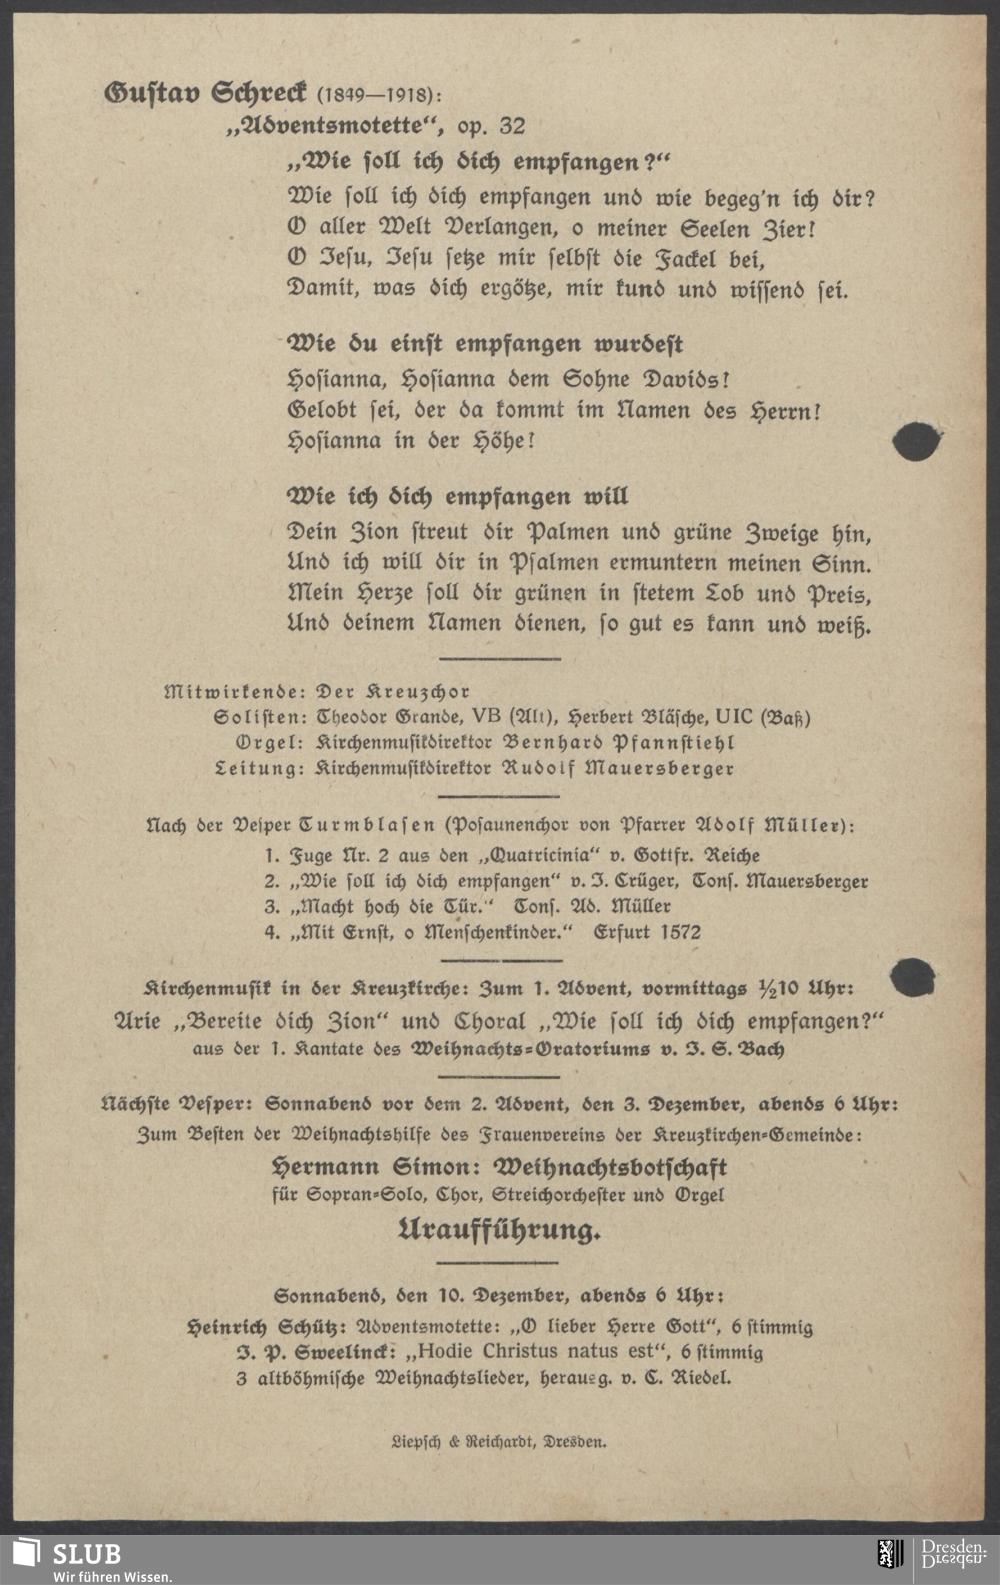 Gustav Schreck (1849—1918):
„Adventsmotette“, op. 32
„Wie soll ich dich empfangen?“
Wie soll ich dich empfangen und wie begeg'n ich dir?
O aller Welt Verlangen, o meiner Seelen Zier!
O Jesu, Jesu setze mir selbst die Fackel bei,
Damit, was dich ergötze, mir kund und wissend sei.
Wie du einst empfangen wurdest
Hosianna, Hosianna dem Sohne Davids!
Gelobt sei, der da kommt im Namen des Herrn!
Hosianna in der Höhe!
Wie ich dich empfangen will
Dein Zion streut dir Palmen und grüne Zweige hin,
Und ich will dir in Psalmen ermuntern meinen Sinn.
Mein Herze soll dir grünen in stetem Lob und Preis,
Und deinem Namen dienen, so gut es kann und weiß.
Mitwirkende: Der Kreuzchor
Solisten: Theodor Grande, VB (Alt), Herbert Bläsche, UIC (Baß)
Orgel: Kirchenmusikdirektor Bernhard Pfannstiehl
Leitung: Kirchenmusikdirektor Rudolf Mauersberger
Nach der Vesper Turmblasen (Posaunenchor von Pfarrer Adolf Müller):
1. Fuge Nr. 2 aus den „Quatricinia“ v. Gottfr. Reiche
2. „Wie soll ich dich empfangen“ v. J. Crüger, Tons. Mauersberger
3. „Macht hoch die Tür.“ Tons. Ad. Müller
4. „Mit Ernst, o Menschenkinder.“ Erfurt 1572
Kirchenmusik in der Kreuzkirche: Zum 1. Advent, vormittags ½10 Uhr:
Arie „Bereite dich Zion“ und Choral „Wie soll ich dich empfangen?“
aus der 1. Kantate des Weihnachts=Oratoriums v. J. S. Bach
Nächste Vesper: Sonnabend vor dem 2. Advent, den 3. Dezember, abends 6 Uhr:
Zum Besten der Weihnachtshilfe des Frauenvereins der Kreuzkirchen=Gemeinde:
Hermann Simon: Weihnachtsbotschaft
für Sopran=Solo, Chor, Streichorchester und Orgel
Uraufführung.
Sonnabend, den 10. Dezember, abends 6 Uhr:
Heinrich Schütz: Adventsmotette: „O lieber Herre Gott“, 6 stimmig
J. P. Sweelinck: „Hodie Christus natus est“, 6 stimmig
3 altböhmische Weihnachtslieder, herausg. v. C. Riedel.
Liepsch & Reichardt, Dresden.
SLUB
Wir führen Wissen.
Dresden.
Dresden.